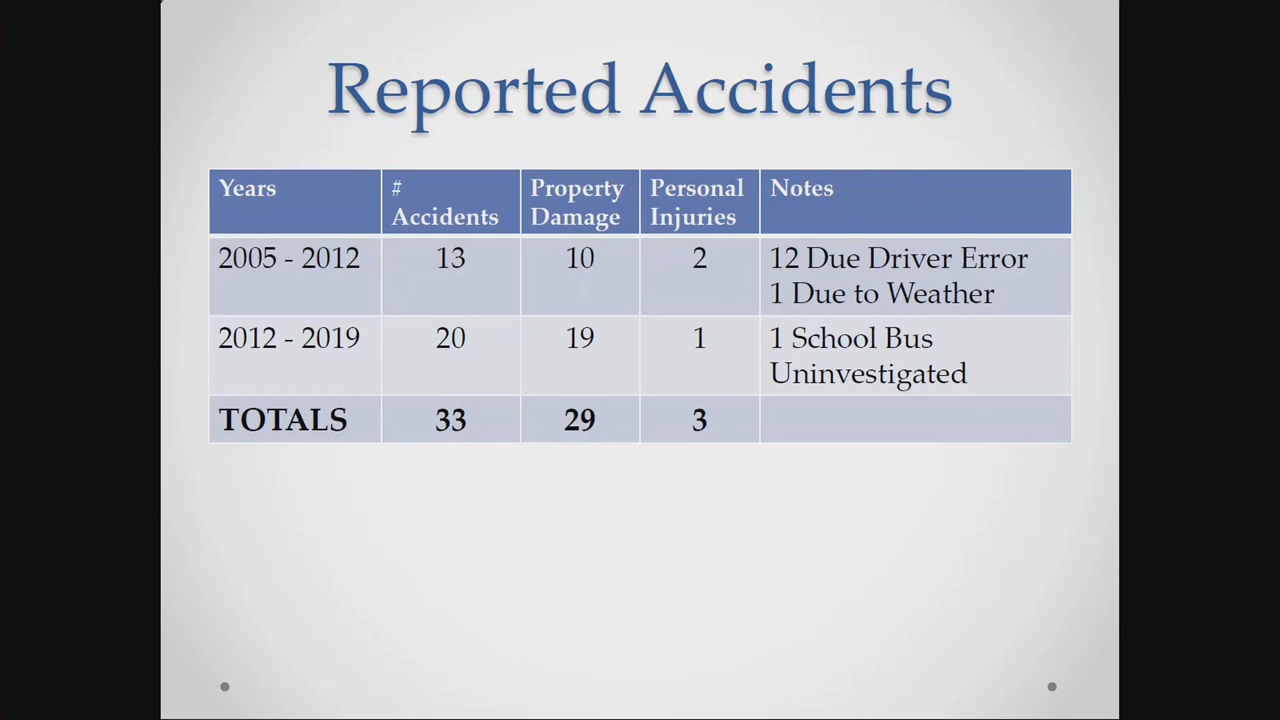 Reported Accidents
Years
#
Accidents
Property
Damage
Personal
Injuries
Notes
2005 - 2012
13
10
2
12 Due Driver Error
1 Due to Weather
2012 - 2019
20
19
1
1 School Bus
Uninvestigated
TOTALS
33
29
3